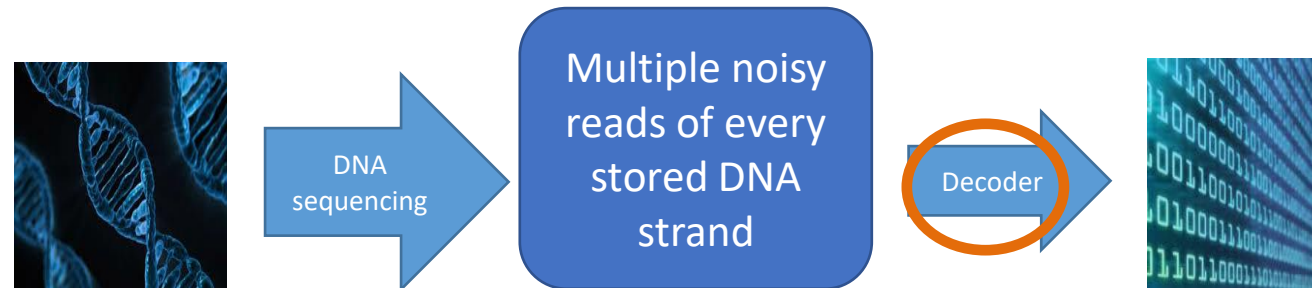 DNA
sequencing
Multiple noisy
reads of every
stored DNA
strand
Decoder